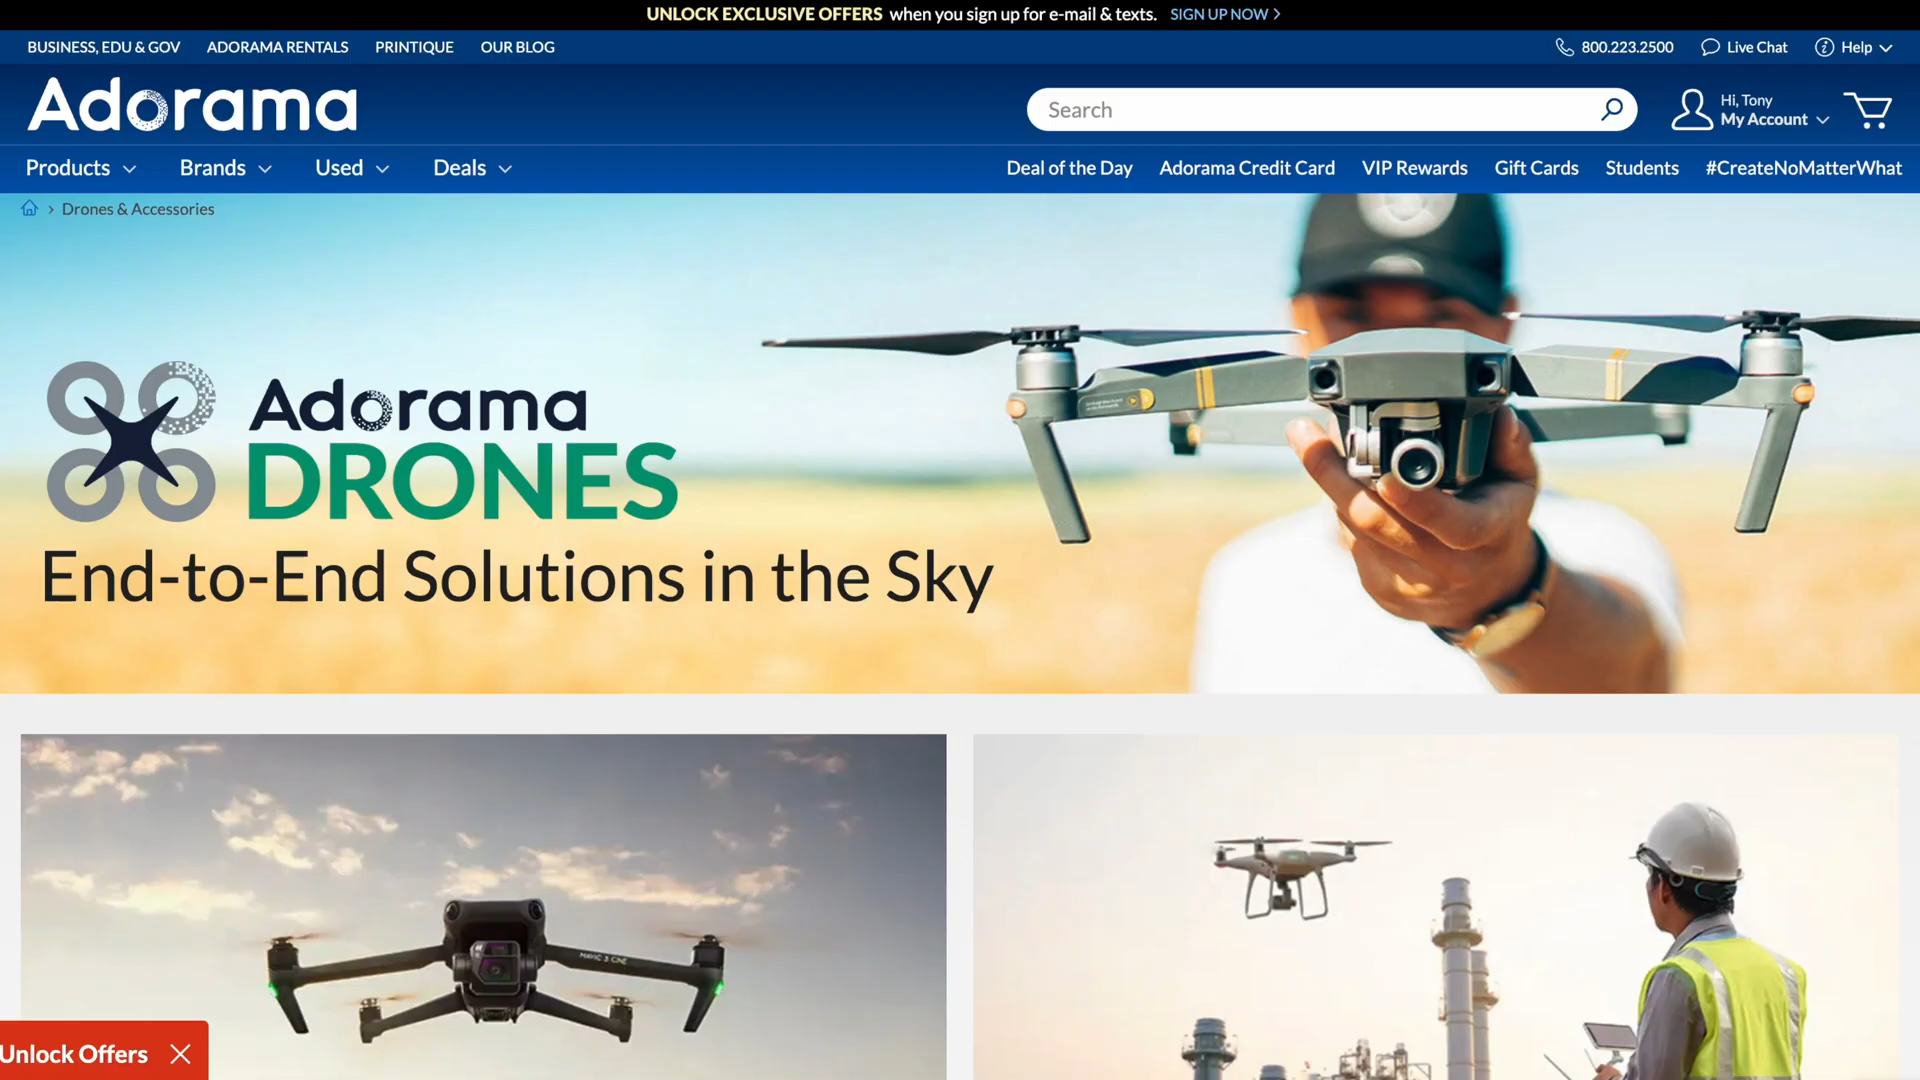 UNLOCK EXCLUSIVE OFFERS when you sign up for e-mail & texts. SIGN UP NOW
BUSINESS, EDU & GOV ADORAMA RENTALS PRINTIQUE OUR BLOG 800.223.2500 Live Chat Help
Adorama Search Hi, Tony
My Account
Products Brands Used Deals Deal of the Day Adorama Credit Card VIP Rewards Gift Cards Students #CreateNoMatterWhat
Drones & Accessories
Adorama
DRONES
End-to-End Solutions in the Sky
MAVIC 3 CINE
Unlock Offers